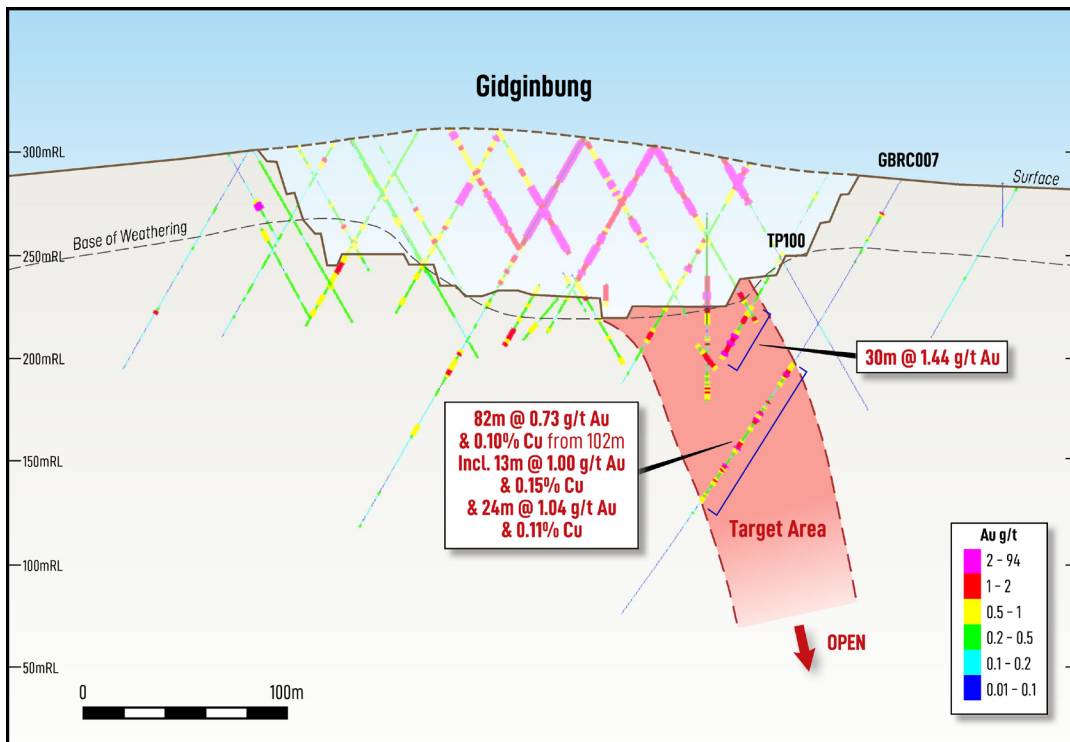 Gidginbung
300mRL
GBRC007
Surface
Base of Weathering
TP100
250mRL
200mRL
30m @ 1.44 g/t Au
82m @ 0.73 g/t Au
& 0.10% Cu from 102m
Incl. 13m @ 1.00 g/t Au
& 0.15% Cu
& 24m @ 1.04 g/t Au
& 0.11% Cu
150mRL
Target Area
100mRL
OPEN
50mRL
0
100m
Au g/t
2 – 94
1 – 2
0.5 – 1
0.2 – 0.5
0.1 – 0.2
0.01 – 0.1